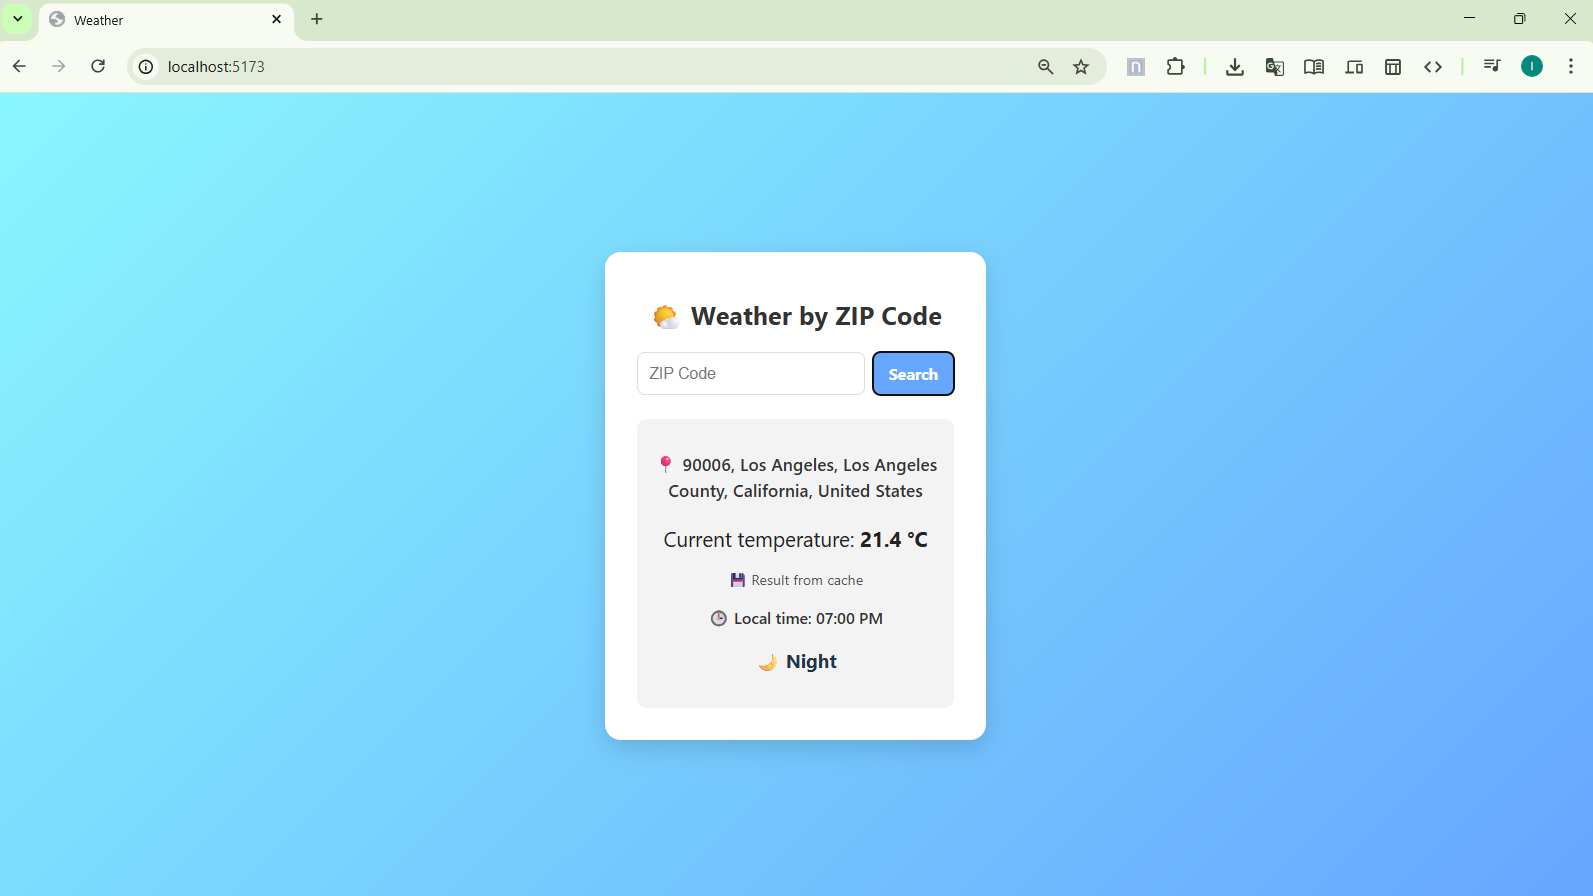 Weather
localhost:5173
n
I
🌤️ Weather by ZIP Code
ZIP Code
Search
📍 90006, Los Angeles, Los Angeles
County, California, United States
Current temperature: 21.4 °C
💾 Result from cache
🕒 Local time: 07:00 PM
🌙 Night